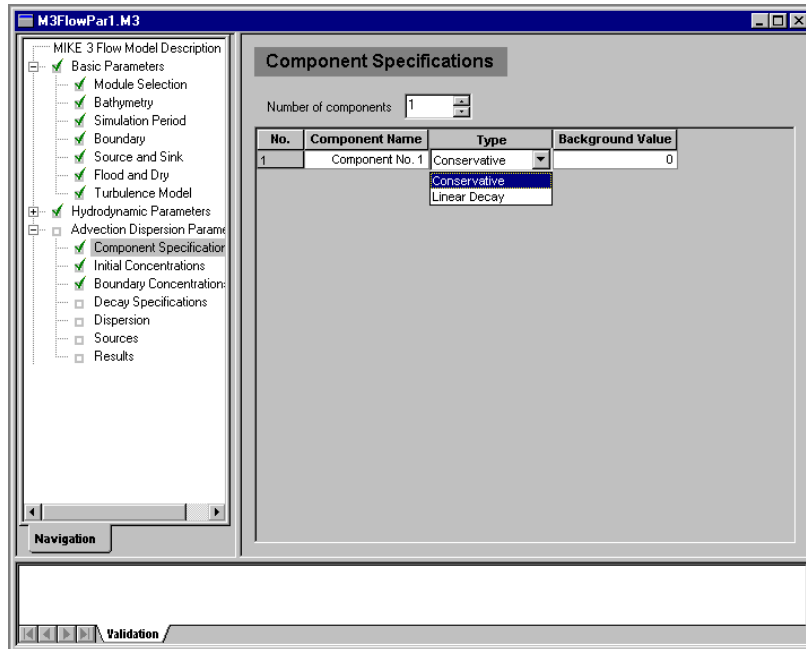 M3FlowPar1.M3
MIKE 3 Flow Model Description
Basic Parameters
Module Selection
Bathymetry
Simulation Period
Boundary
Source and Sink
Flood and Dry
Turbulence Model
Hydrodynamic Parameters
Advection Dispersion Parame
Component Specification
Initial Concentrations
Boundary Concentrations
Decay Specifications
Dispersion
Sources
Results
Navigation
Component Specifications
Number of components 1
No. Component Name Type Background Value
1 Component No. 1 Conservative 0
Conservative
Linear Decay
Validation